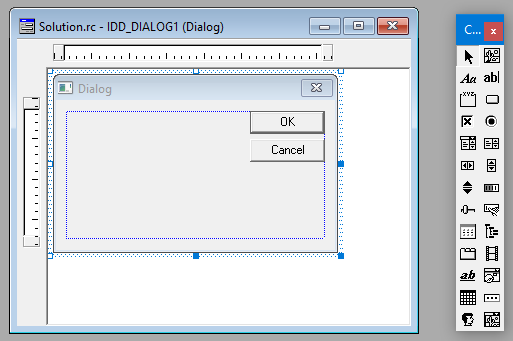 Solution.rc - IDD_DIALOG1 (Dialog)
C... x
Dialog
OK
Cancel
Aa ab|
xyz
ab